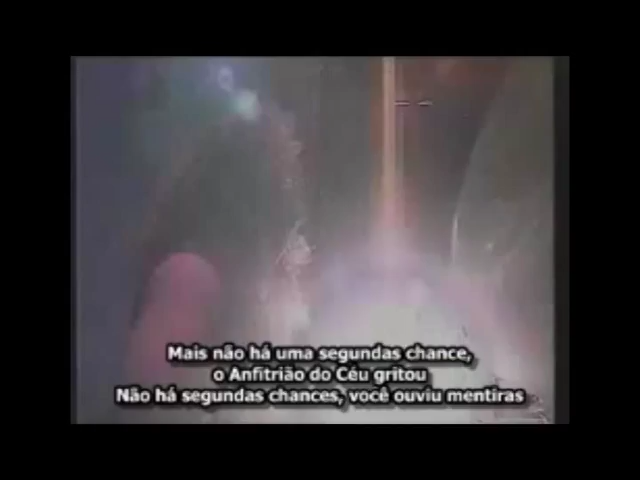 Mais não há uma segundas chance,
o Anfitrião do Céu gritou
Não há segundas chances, você ouviu mentiras